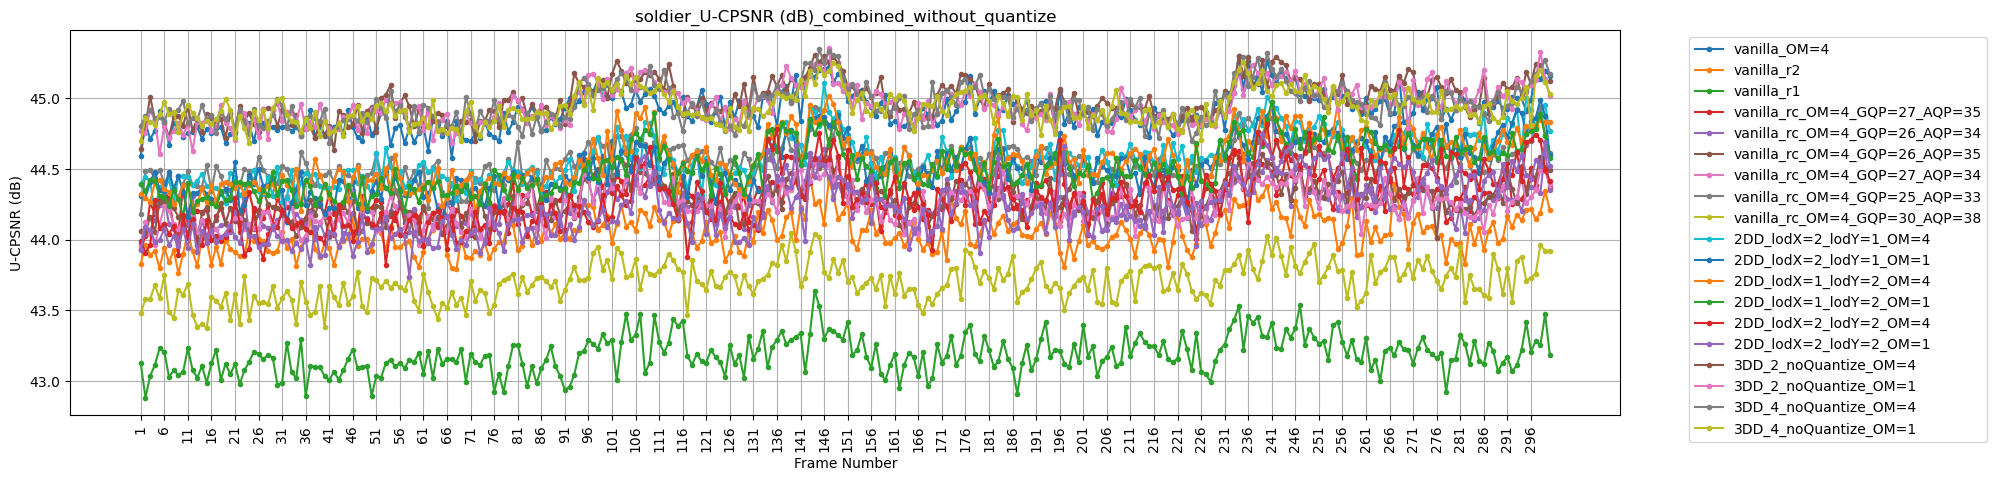 soldier_U-CPSNR (dB)_combined_without_quantize
U-CPSNR (dB)
45.0
44.5
44.0
43.5
43.0
1 6 11 16 21 26 31 36 41 46 51 56 61 66 71 76 81 86 91 96 101 106 111 116 121 126 131 136 141 146 151 156 161 166 171 176 181 186 191 196 201 206 211 216 221 226 231 236 241 246 251 256 261 266 271 276 281 286 291 296
Frame Number
vanilla_OM=4
vanilla_r2
vanilla_r1
vanilla_rc_OM=4_GQP=27_AQP=35
vanilla_rc_OM=4_GQP=26_AQP=34
vanilla_rc_OM=4_GQP=26_AQP=35
vanilla_rc_OM=4_GQP=27_AQP=34
vanilla_rc_OM=4_GQP=25_AQP=33
vanilla_rc_OM=4_GQP=30_AQP=38
2DD_lodX=2_lodY=1_OM=4
2DD_lodX=2_lodY=1_OM=1
2DD_lodX=1_lodY=2_OM=4
2DD_lodX=1_lodY=2_OM=1
2DD_lodX=2_lodY=2_OM=4
2DD_lodX=2_lodY=2_OM=1
3DD_2_noQuantize_OM=4
3DD_2_noQuantize_OM=1
3DD_4_noQuantize_OM=4
3DD_4_noQuantize_OM=1